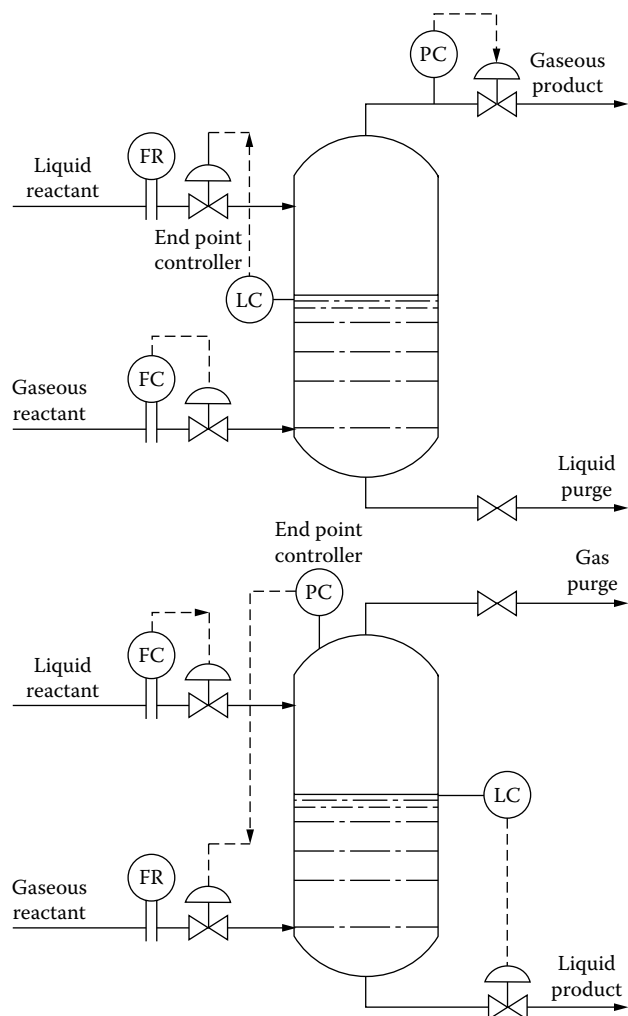 PC
Gaseous
product
FR
Liquid
reactant
End point
controller
LC
FC
Gaseous
reactant
Liquid
purge
End point
controller
PC
Gas
purge
FC
Liquid
reactant
LC
FR
Gaseous
reactant
Liquid
product